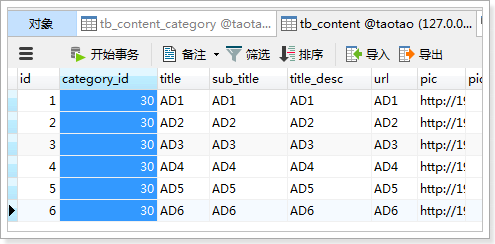 对象 tb_content_category @taota... tb_content @taotao (127.0.0...
开始事务 备注 筛选 排序 导入 导出
id category_id title sub_title title_desc url pic pic
1 30 AD1 AD1 AD1 AD1 http://19
2 30 AD2 AD2 AD2 AD2 http://19
3 30 AD3 AD3 AD3 AD3 http://19
4 30 AD4 AD4 AD4 AD4 http://19
5 30 AD5 AD5 AD5 AD5 http://19
6 30 AD6 AD6 AD6 AD6 http://19